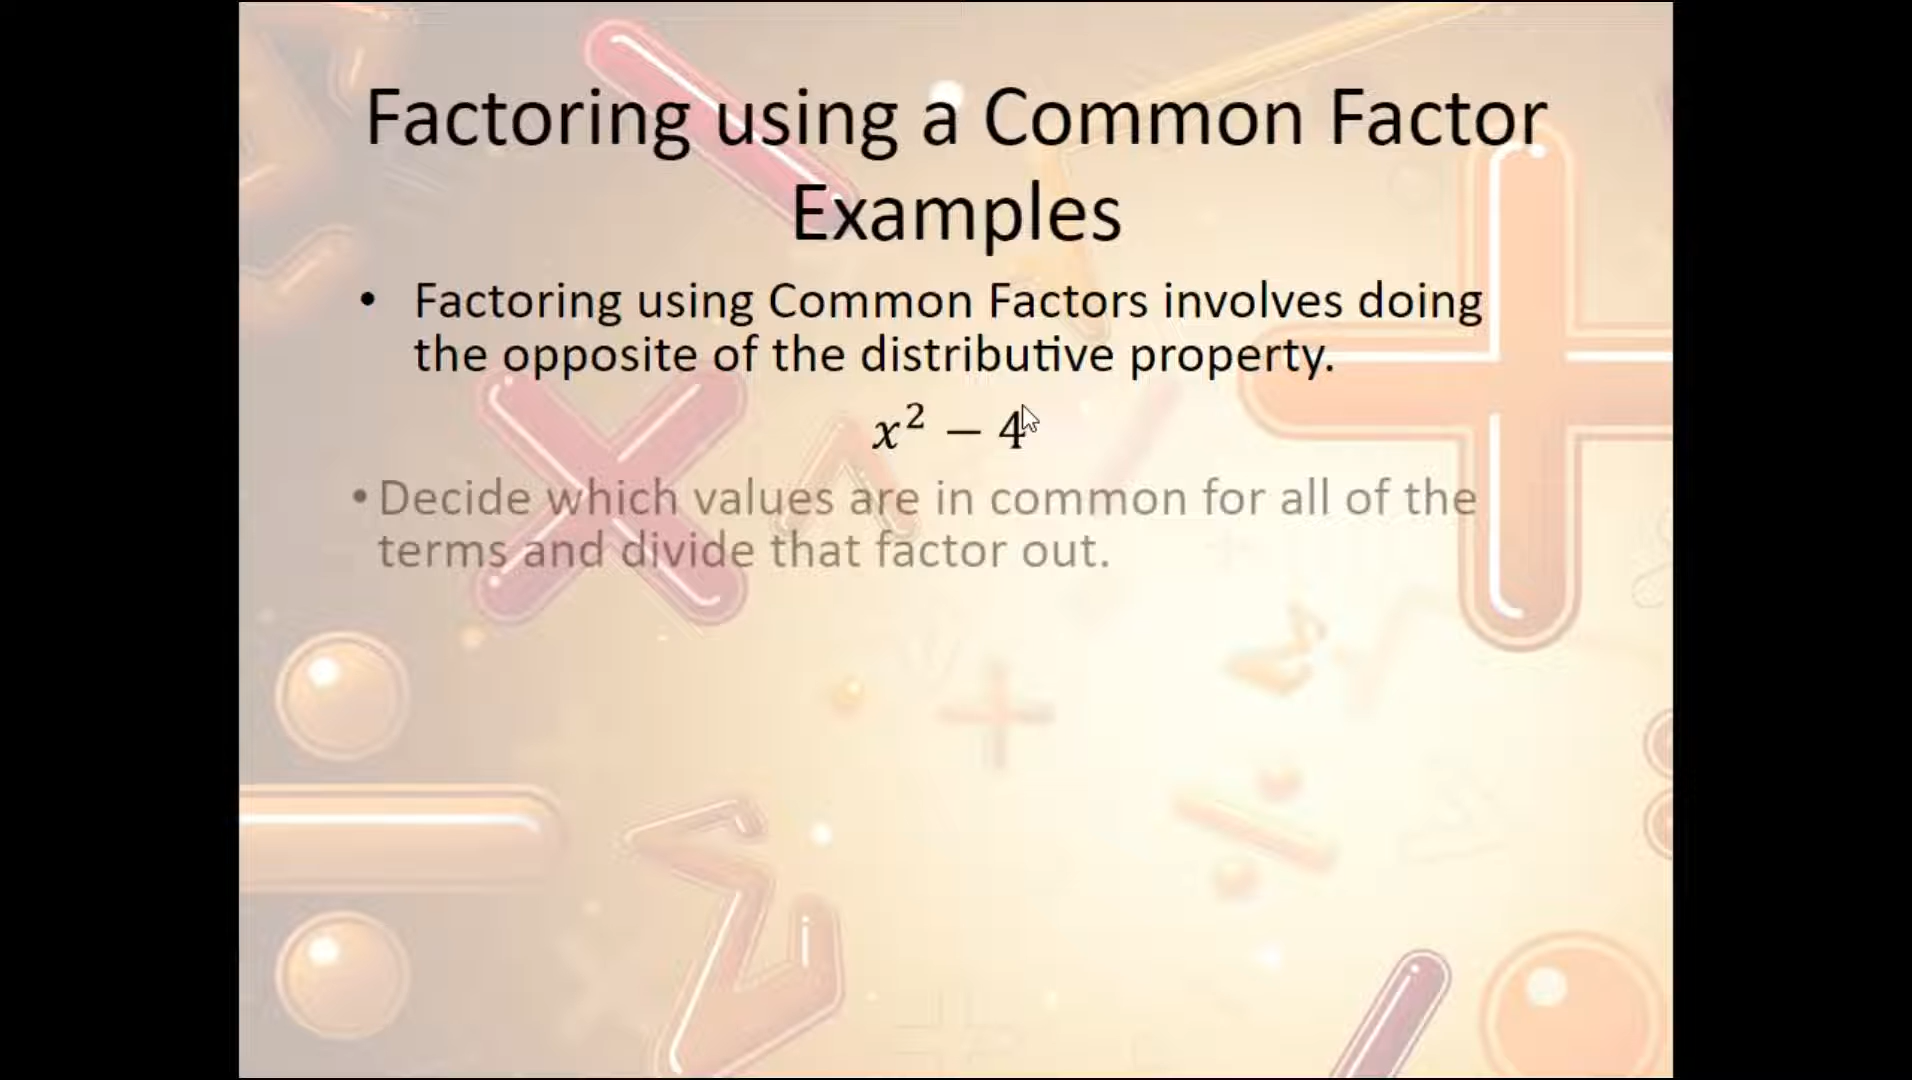 Factoring using a Common Factor
Examples
• Factoring using Common Factors involves doing
the opposite of the distributive property.
x² − 4
• Decide which values are in common for all of the
terms and divide that factor out.